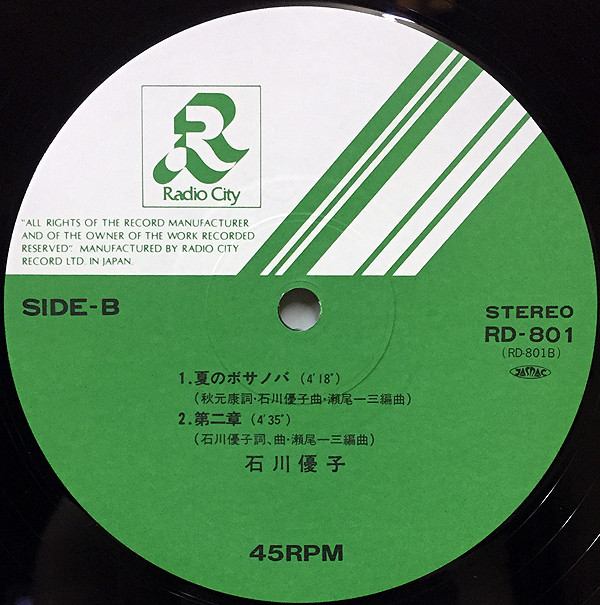 R
Radio City
"ALL RIGHTS OF THE RECORD MANUFACTURER
AND OF THE OWNER OF THE WORK RECORDED
RESERVED". MANUFACTURED BY RADIO CITY
RECORD LTD. IN JAPAN.
SIDE-B
STEREO
RD-801
(RD-801B)
JASRAC
1.夏のボサノバ (4'18")
(秋元康詞・石川優子曲・瀬尾一三編曲)
2.第二章 (4'35")
(石川優子詞、曲・瀬尾一三編曲)
石川優子
45RPM